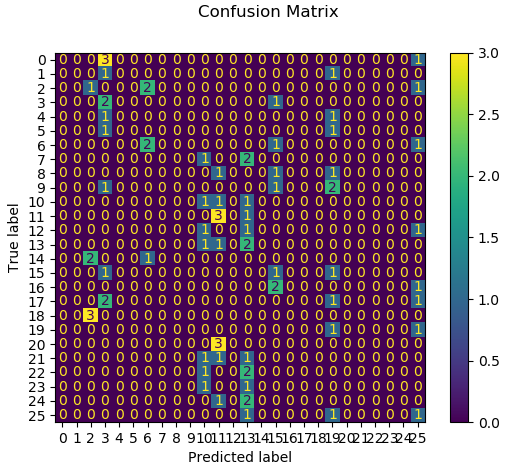 Confusion Matrix
True label
0 0 0 0 3 0 0 0 0 0 0 0 0 0 0 0 0 0 0 0 0 0 0 0 0 0 1
1 0 0 0 1 0 0 0 0 0 0 0 0 0 0 0 0 0 0 0 1 0 0 0 0 0 0
2 0 0 1 0 0 0 2 0 0 0 0 0 0 0 0 0 0 0 0 0 0 0 0 0 0 1
3 0 0 0 2 0 0 0 0 0 0 0 0 0 0 0 1 0 0 0 0 0 0 0 0 0 0
4 0 0 0 1 0 0 0 0 0 0 0 0 0 0 0 0 0 0 0 1 0 0 0 0 0 0
5 0 0 0 1 0 0 0 0 0 0 0 0 0 0 0 0 0 0 0 1 0 0 0 0 0 0
6 0 0 0 0 0 0 2 0 0 0 0 0 0 0 0 1 0 0 0 0 0 0 0 0 0 1
7 0 0 0 0 0 0 0 0 0 0 1 0 0 2 0 0 0 0 0 0 0 0 0 0 0 0
8 0 0 0 0 0 0 0 0 0 0 0 1 0 0 0 1 0 0 0 1 0 0 0 0 0 0
9 0 0 0 1 0 0 0 0 0 0 0 0 0 0 0 1 0 0 0 2 0 0 0 0 0 0
10 0 0 0 0 0 0 0 0 0 0 1 1 0 1 0 0 0 0 0 0 0 0 0 0 0 0
11 0 0 0 0 0 0 0 0 0 0 0 3 0 1 0 0 0 0 0 0 0 0 0 0 0 0
12 0 0 0 0 0 0 0 0 0 0 1 0 0 1 0 0 0 0 0 0 0 0 0 0 0 1
13 0 0 0 0 0 0 0 0 0 0 1 1 0 2 0 0 0 0 0 0 0 0 0 0 0 0
14 0 0 2 0 0 0 1 0 0 0 0 0 0 0 0 0 0 0 0 0 0 0 0 0 0 0
15 0 0 0 1 0 0 0 0 0 0 0 0 0 0 0 1 0 0 0 1 0 0 0 0 0 0
16 0 0 0 0 0 0 0 0 0 0 0 0 0 0 0 2 0 0 0 0 0 0 0 0 0 1
17 0 0 0 2 0 0 0 0 0 0 0 0 0 0 0 0 0 0 0 1 0 0 0 0 0 1
18 0 0 3 0 0 0 0 0 0 0 0 0 0 0 0 0 0 0 0 0 0 0 0 0 0 0
19 0 0 0 0 0 0 0 0 0 0 0 0 0 0 0 0 0 0 0 1 0 0 0 0 0 1
20 0 0 0 0 0 0 0 0 0 0 0 3 0 0 0 0 0 0 0 0 0 0 0 0 0 0
21 0 0 0 0 0 0 0 0 0 0 1 1 0 1 0 0 0 0 0 0 0 0 0 0 0 0
22 0 0 0 0 0 0 0 0 0 0 1 0 0 2 0 0 0 0 0 0 0 0 0 0 0 0
23 0 0 0 0 0 0 0 0 0 0 1 0 0 1 0 0 0 0 0 0 0 0 0 0 0 0
24 0 0 0 0 0 0 0 0 0 0 0 1 0 2 0 0 0 0 0 0 0 0 0 0 0 0
25 0 0 0 0 0 0 0 0 0 0 0 0 0 1 0 0 0 0 0 1 0 0 0 0 0 1
0 1 2 3 4 5 6 7 8 9 10 11 12 13 14 15 16 17 18 19 20 21 22 23 24 25
Predicted label
3.0
2.5
2.0
1.5
1.0
0.5
0.0